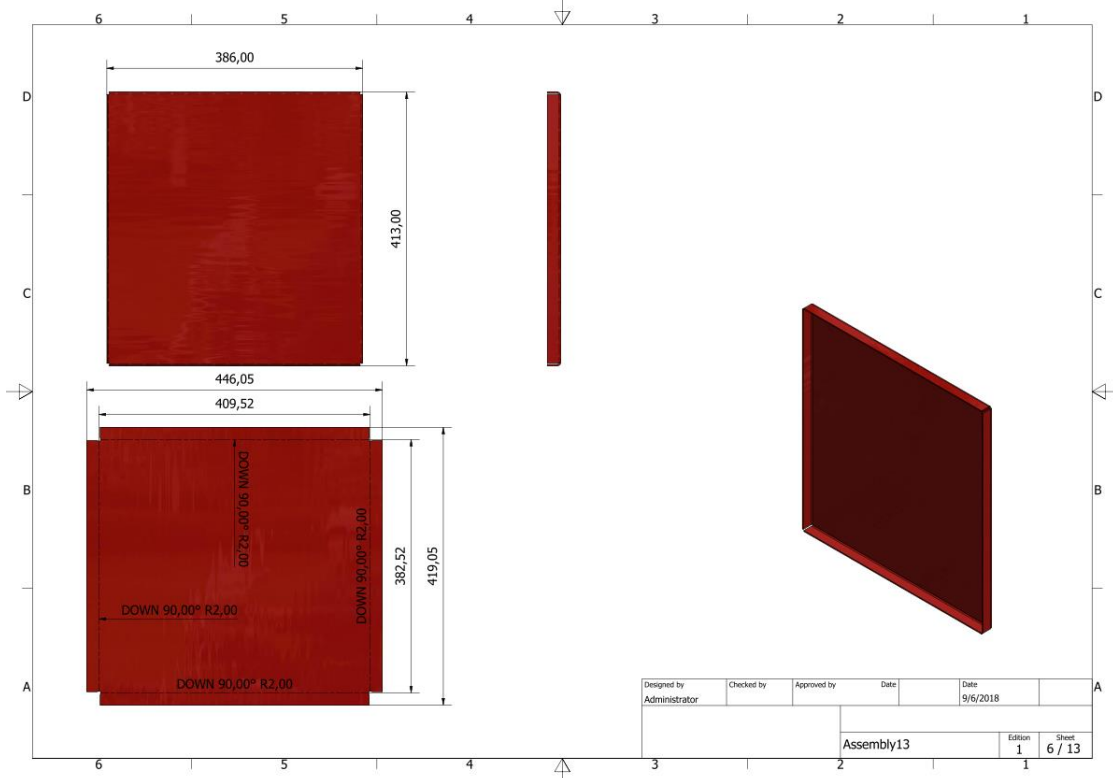 6 5 4 3 2 1
D D
386,00
413,00
C C
446,05
409,52
B B
DOWN 90,00° R2,00
DOWN 90,00° R2,00
382,52
419,05
DOWN 90,00° R2,00
DOWN 90,00° R2,00
A A
Designed by Checked by Approved by Date Date
Administrator 9/6/2018
Assembly13
Edition Sheet
1 6 / 13
6 5 4 3 2 1